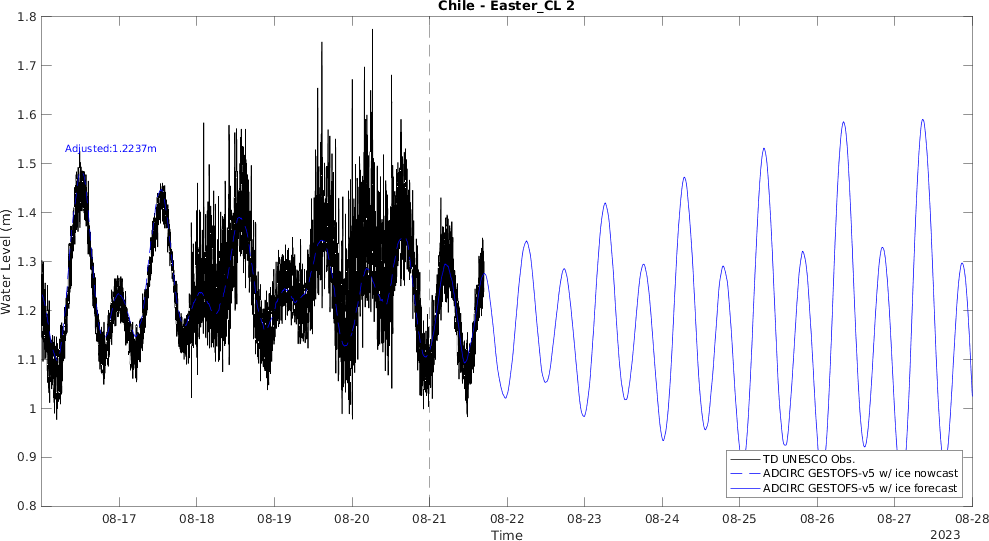 Chile - Easter_CL 2
1.8
1.7
1.6
1.5
1.4
1.3
1.2
1.1
1
0.9
0.8
Water Level (m)
Adjusted:1.2237m
TD UNESCO Obs.
ADCIRC GESTOFS-v5 w/ ice nowcast
ADCIRC GESTOFS-v5 w/ ice forecast
08-17 08-18 08-19 08-20 08-21 08-22 08-23 08-24 08-25 08-26 08-27 08-28
Time
2023